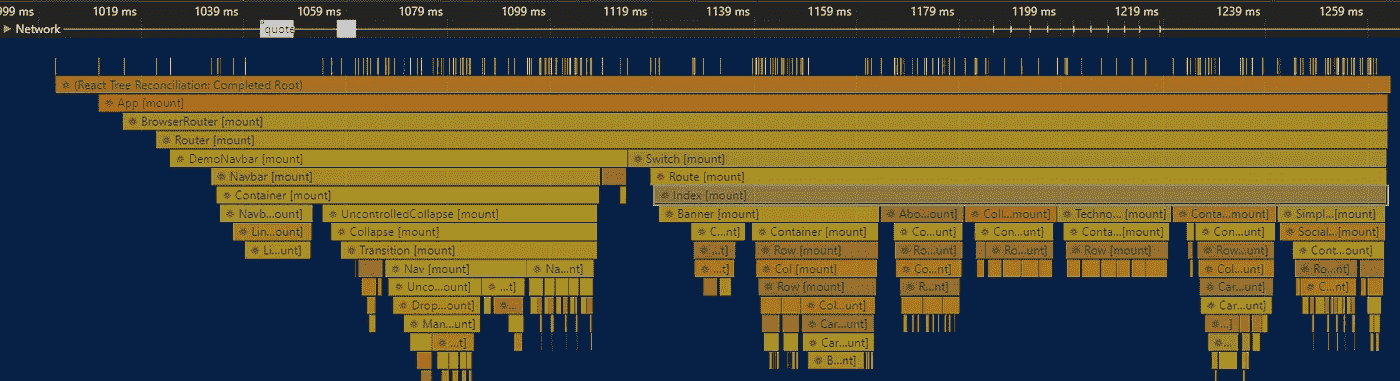 999 ms 1019 ms 1039 ms 1059 ms 1079 ms 1099 ms 1119 ms 1139 ms 1159 ms 1179 ms 1199 ms 1219 ms 1239 ms 1259 ms
Network quote
(React Tree Reconciliation: Completed Root)
App [mount]
BrowserRouter [mount]
Router [mount]
DemoNavbar [mount] Switch [mount]
Navbar [mount] Route [mount]
Container [mount] Index [mount]
Navb...ount] UncontrolledCollapse [mount] Banner [mount] Abo...ount] Coll...mount] Techno... [mount] Conta...mount] Simpl...[mount]
Lin...ount] Collapse [mount] C...nt] Container [mount] Co...unt] Con...unt] Conta...[mount] Con...unt] Social...[mount]
Li...ount] Transition [mount] ...t] Row [mount] Ro...unt] Ro...unt] Row [mount] Row...unt] Cont...ount]
Nav [mount] Na...nt] ...t] Col [mount] Co...nt] Col...unt] Ro...nt]
Unco...ount] ...t] Row [mount] R...nt] Car...unt] C...nt]
Drop...ount] Col...unt] Car...unt]
Man...unt] Car...unt] ...]
...t] Car...unt] ...
B...nt]